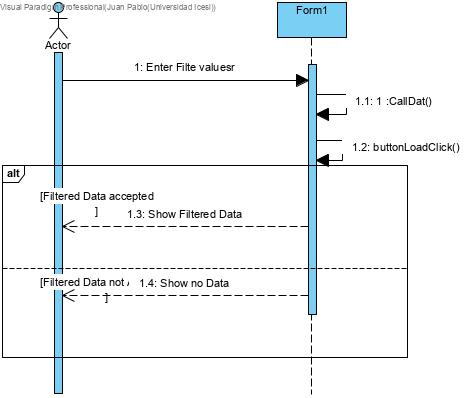 Visual Paradigm Professional(Juan Pablo(Universidad Icesi))
Form1
Actor
1: Enter Filte valuesr
1.1: 1 :CallDat()
1.2: buttonLoadClick()
alt
[Filtered Data accepted
]
1.3: Show Filtered Data
[Filtered Data not
1.4: Show no Data
]